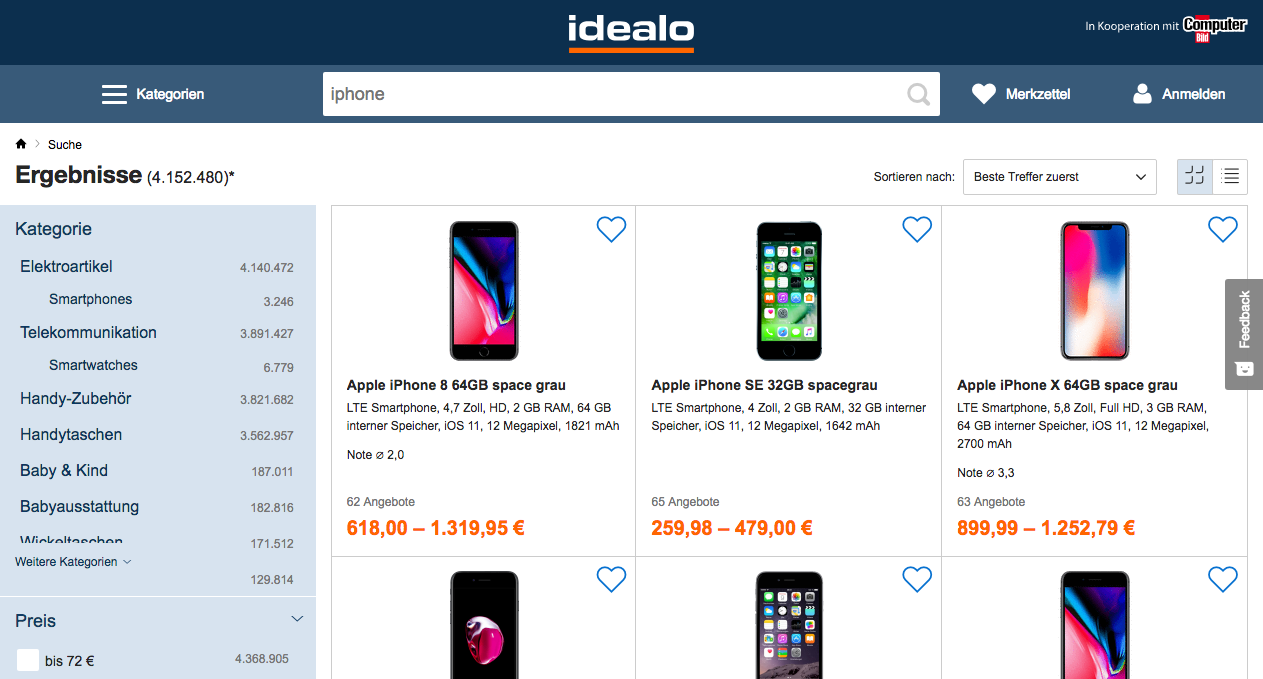 idealo
In Kooperation mit Computer Bild
Kategorien
iphone
Merkzettel
Anmelden
Suche
Ergebnisse (4.152.480)*
Sortieren nach:
Beste Treffer zuerst
Kategorie
Elektroartikel 4.140.472
Smartphones 3.246
Telekommunikation 3.891.427
Smartwatches 6.779
Handy-Zubehör 3.821.682
Handytaschen 3.562.957
Baby & Kind 187.011
Babyausstattung 182.816
Wickeltaschen 171.512
Weitere Kategorien
129.814
Preis
bis 72 € 4.368.905
Apple iPhone 8 64GB space grau
LTE Smartphone, 4,7 Zoll, HD, 2 GB RAM, 64 GB
interner Speicher, iOS 11, 12 Megapixel, 1821 mAh
Note ⌀ 2,0
62 Angebote
618,00 – 1.319,95 €
Apple iPhone SE 32GB spacegrau
LTE Smartphone, 4 Zoll, 2 GB RAM, 32 GB interner
Speicher, iOS 11, 12 Megapixel, 1642 mAh
65 Angebote
259,98 – 479,00 €
Apple iPhone X 64GB space grau
LTE Smartphone, 5,8 Zoll, Full HD, 3 GB RAM,
64 GB interner Speicher, iOS 11, 12 Megapixel,
2700 mAh
Note ⌀ 3,3
63 Angebote
899,99 – 1.252,79 €
Feedback